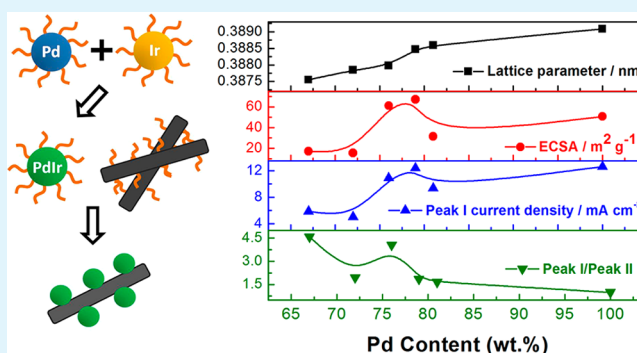 Pd + Ir
PdIr
0.3890
0.3885
0.3880
0.3875
Lattice parameter / nm
60
40
20
ECSA / m² g⁻¹
12
8
4
Peak I current density / mA cm⁻
4.5
3.0
1.5
Peak I/Peak II
65 70 75 80 85 90 95 100
Pd Content (wt.%)